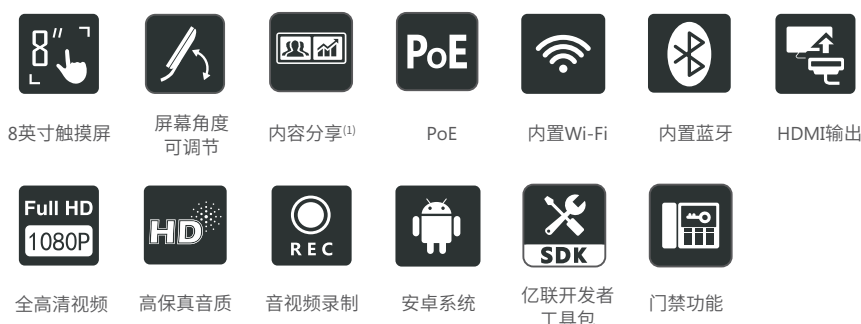 8"
PoE
8英寸触摸屏
屏幕角度
可调节
内容分享(1)
PoE
内置Wi-Fi
内置蓝牙
HDMI输出
Full HD
1080P
HD
REC
SDK
全高清视频
高保真音质
音视频录制
安卓系统
亿联开发者
工具包
门禁功能